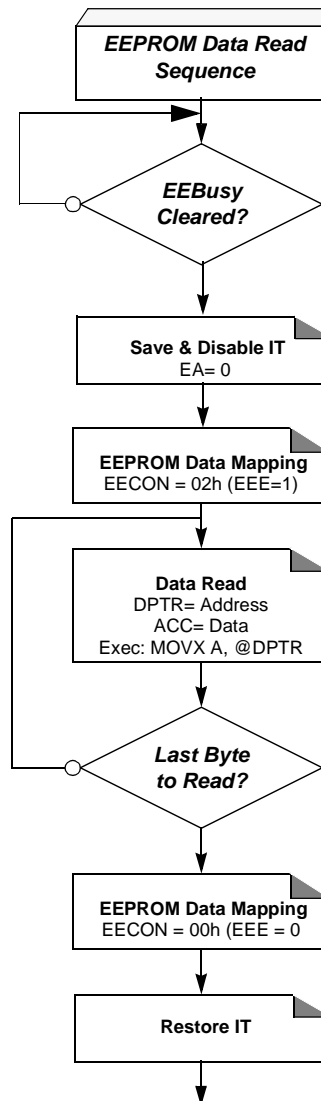 EEPROM Data Read
Sequence
EEBusy
Cleared?
Save & Disable IT
EA= 0
EEPROM Data Mapping
EECON = 02h (EEE=1)
Data Read
DPTR= Address
ACC= Data
Exec: MOVX A, @DPTR
Last Byte
to Read?
EEPROM Data Mapping
EECON = 00h (EEE = 0
Restore IT